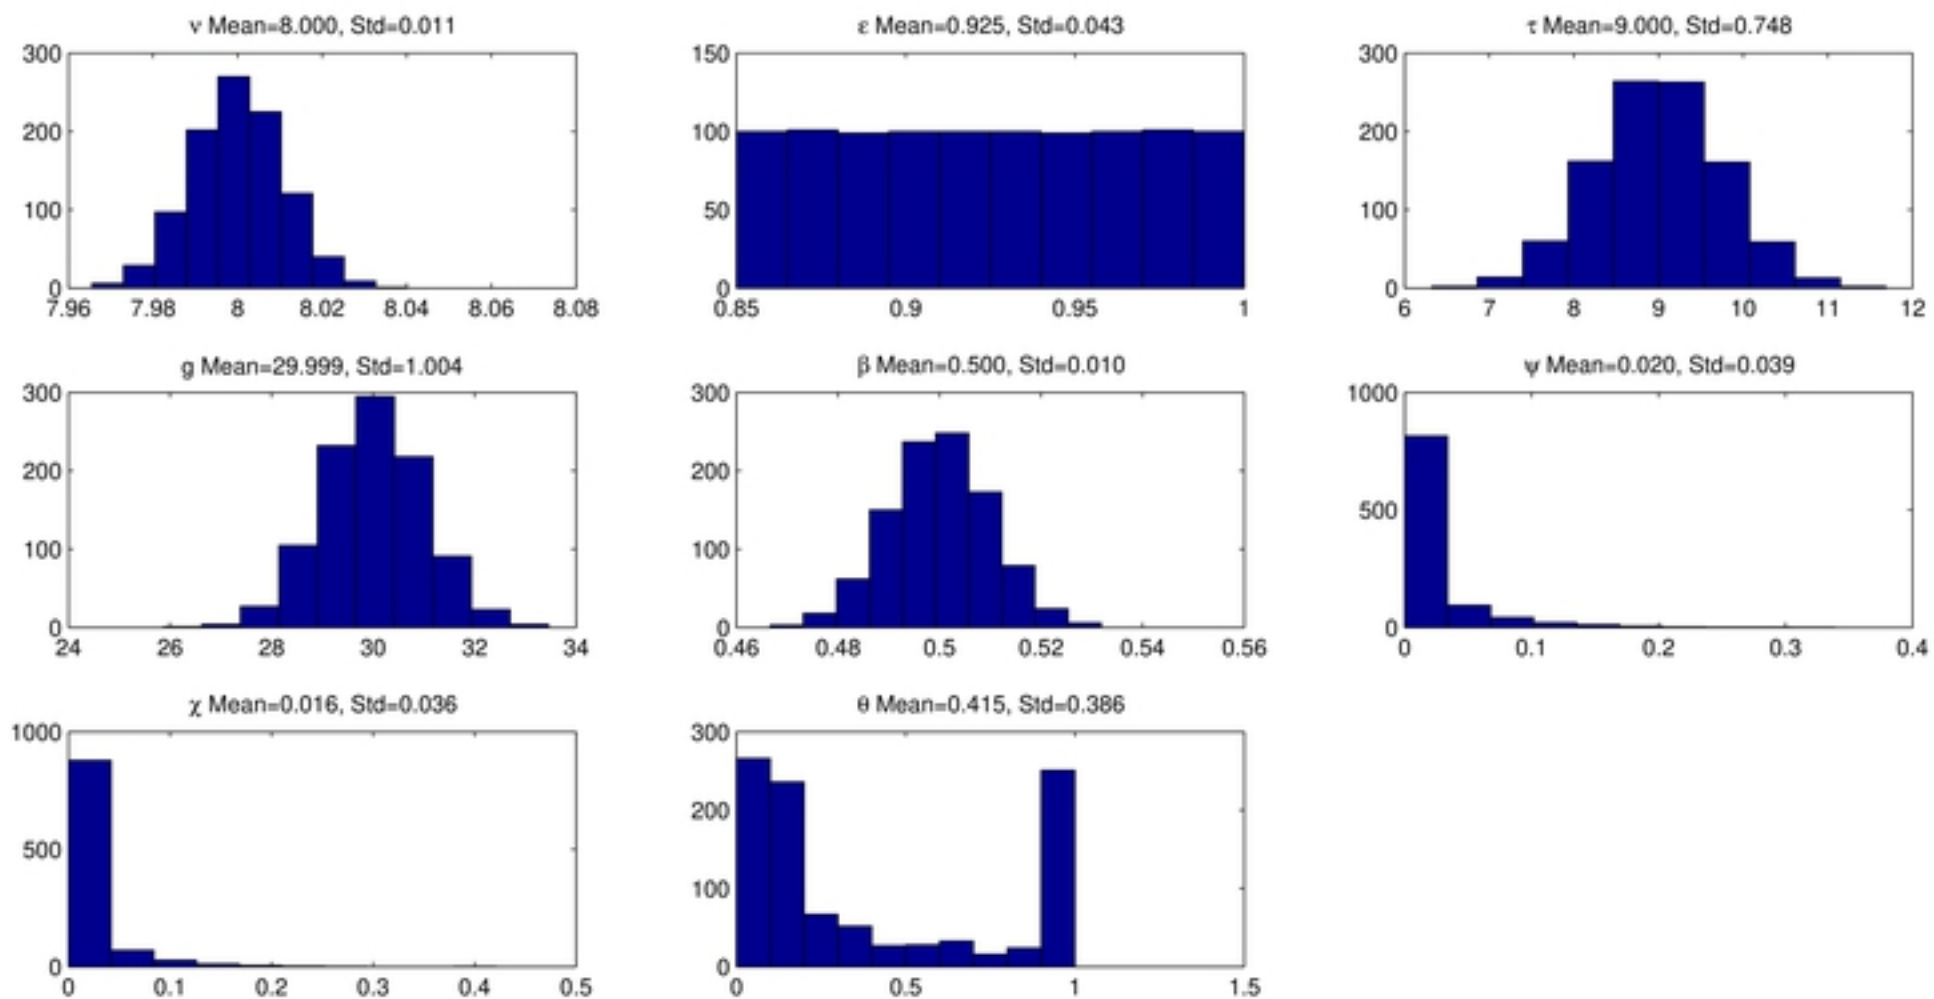 ν Mean=8.000, Std=0.011
300
200
100
0
7.96 7.98 8 8.02 8.04 8.06 8.08
ε Mean=0.925, Std=0.043
150
100
50
0
0.85 0.9 0.95 1
τ Mean=9.000, Std=0.748
300
200
100
0
6 7 8 9 10 11 12
g Mean=29.999, Std=1.004
300
200
100
0
24 26 28 30 32 34
β Mean=0.500, Std=0.010
300
200
100
0
0.46 0.48 0.5 0.52 0.54 0.56
ψ Mean=0.020, Std=0.039
1000
500
0
0 0.1 0.2 0.3 0.4
χ Mean=0.016, Std=0.036
1000
500
0
0 0.1 0.2 0.3 0.4 0.5
θ Mean=0.415, Std=0.386
300
200
100
0
0 0.5 1 1.5